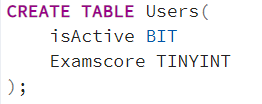 CREATE TABLE Users(
    isActive BIT
    Examscore TINYINT
);